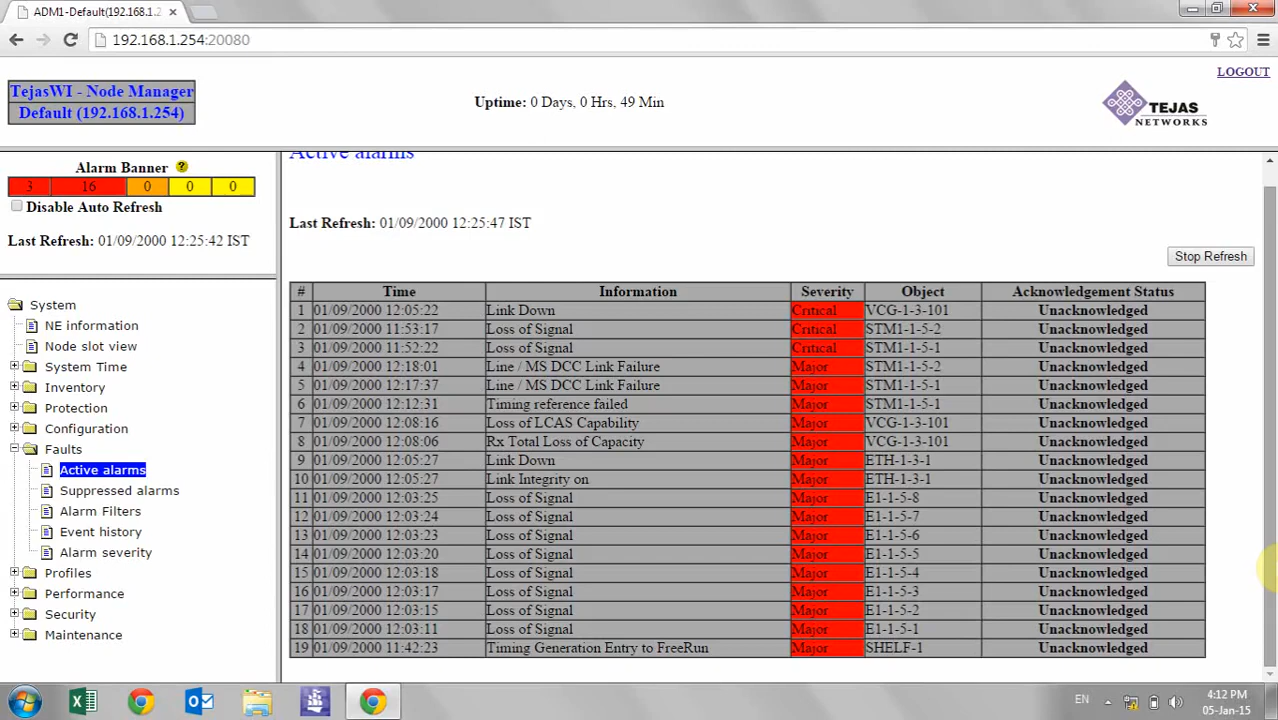 ADM1-Default(192.168.1.2
192.168.1.254:20080
LOGOUT
TejasWI - Node Manager
Default (192.168.1.254)
Uptime: 0 Days, 0 Hrs, 49 Min
TEJAS
NETWORKS
Alarm Banner ?
3 16 0 0 0
Disable Auto Refresh
Last Refresh: 01/09/2000 12:25:42 IST
System
NE information
Node slot view
System Time
Inventory
Protection
Configuration
Faults
Active alarms
Suppressed alarms
Alarm Filters
Event history
Alarm severity
Profiles
Performance
Security
Maintenance
Active alarms
Last Refresh: 01/09/2000 12:25:47 IST
Stop Refresh
# Time Information Severity Object Acknowledgement Status
1 01/09/2000 12:05:22 Link Down Critical VCG-1-3-101 Unacknowledged
2 01/09/2000 11:53:17 Loss of Signal Critical STM1-1-5-2 Unacknowledged
3 01/09/2000 11:52:22 Loss of Signal Critical STM1-1-5-1 Unacknowledged
4 01/09/2000 12:18:01 Line / MS DCC Link Failure Major STM1-1-5-2 Unacknowledged
5 01/09/2000 12:17:37 Line / MS DCC Link Failure Major STM1-1-5-1 Unacknowledged
6 01/09/2000 12:12:31 Timing reference failed Major STM1-1-5-1 Unacknowledged
7 01/09/2000 12:08:16 Loss of LCAS Capability Major VCG-1-3-101 Unacknowledged
8 01/09/2000 12:08:06 Rx Total Loss of Capacity Major VCG-1-3-101 Unacknowledged
9 01/09/2000 12:05:27 Link Down Major ETH-1-3-1 Unacknowledged
10 01/09/2000 12:05:27 Link Integrity on Major ETH-1-3-1 Unacknowledged
11 01/09/2000 12:03:25 Loss of Signal Major E1-1-5-8 Unacknowledged
12 01/09/2000 12:03:24 Loss of Signal Major E1-1-5-7 Unacknowledged
13 01/09/2000 12:03:23 Loss of Signal Major E1-1-5-6 Unacknowledged
14 01/09/2000 12:03:20 Loss of Signal Major E1-1-5-5 Unacknowledged
15 01/09/2000 12:03:18 Loss of Signal Major E1-1-5-4 Unacknowledged
16 01/09/2000 12:03:17 Loss of Signal Major E1-1-5-3 Unacknowledged
17 01/09/2000 12:03:15 Loss of Signal Major E1-1-5-2 Unacknowledged
18 01/09/2000 12:03:11 Loss of Signal Major E1-1-5-1 Unacknowledged
19 01/09/2000 11:42:23 Timing Generation Entry to FreeRun Major SHELF-1 Unacknowledged
EN
4:12 PM
05-Jan-15